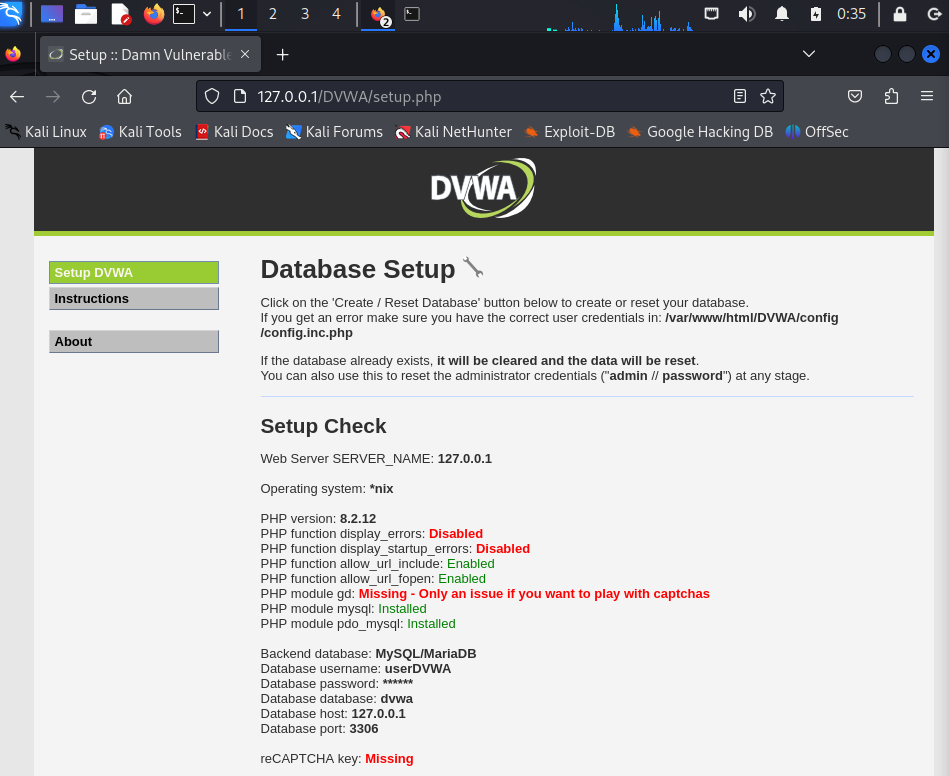 1 2 3 4 2 0:35
Setup :: Damn Vulnerable
127.0.0.1/DVWA/setup.php
Kali Linux Kali Tools Kali Docs Kali Forums Kali NetHunter Exploit-DB Google Hacking DB OffSec
DVWA
Setup DVWA
Instructions
About
Database Setup
Click on the 'Create / Reset Database' button below to create or reset your database.
If you get an error make sure you have the correct user credentials in: /var/www/html/DVWA/config
/config.inc.php
If the database already exists, it will be cleared and the data will be reset.
You can also use this to reset the administrator credentials ("admin // password") at any stage.
Setup Check
Web Server SERVER_NAME: 127.0.0.1
Operating system: *nix
PHP version: 8.2.12
PHP function display_errors: Disabled
PHP function display_startup_errors: Disabled
PHP function allow_url_include: Enabled
PHP function allow_url_fopen: Enabled
PHP module gd: Missing - Only an issue if you want to play with captchas
PHP module mysql: Installed
PHP module pdo_mysql: Installed
Backend database: MySQL/MariaDB
Database username: userDVWA
Database password: ******
Database database: dvwa
Database host: 127.0.0.1
Database port: 3306
reCAPTCHA key: Missing